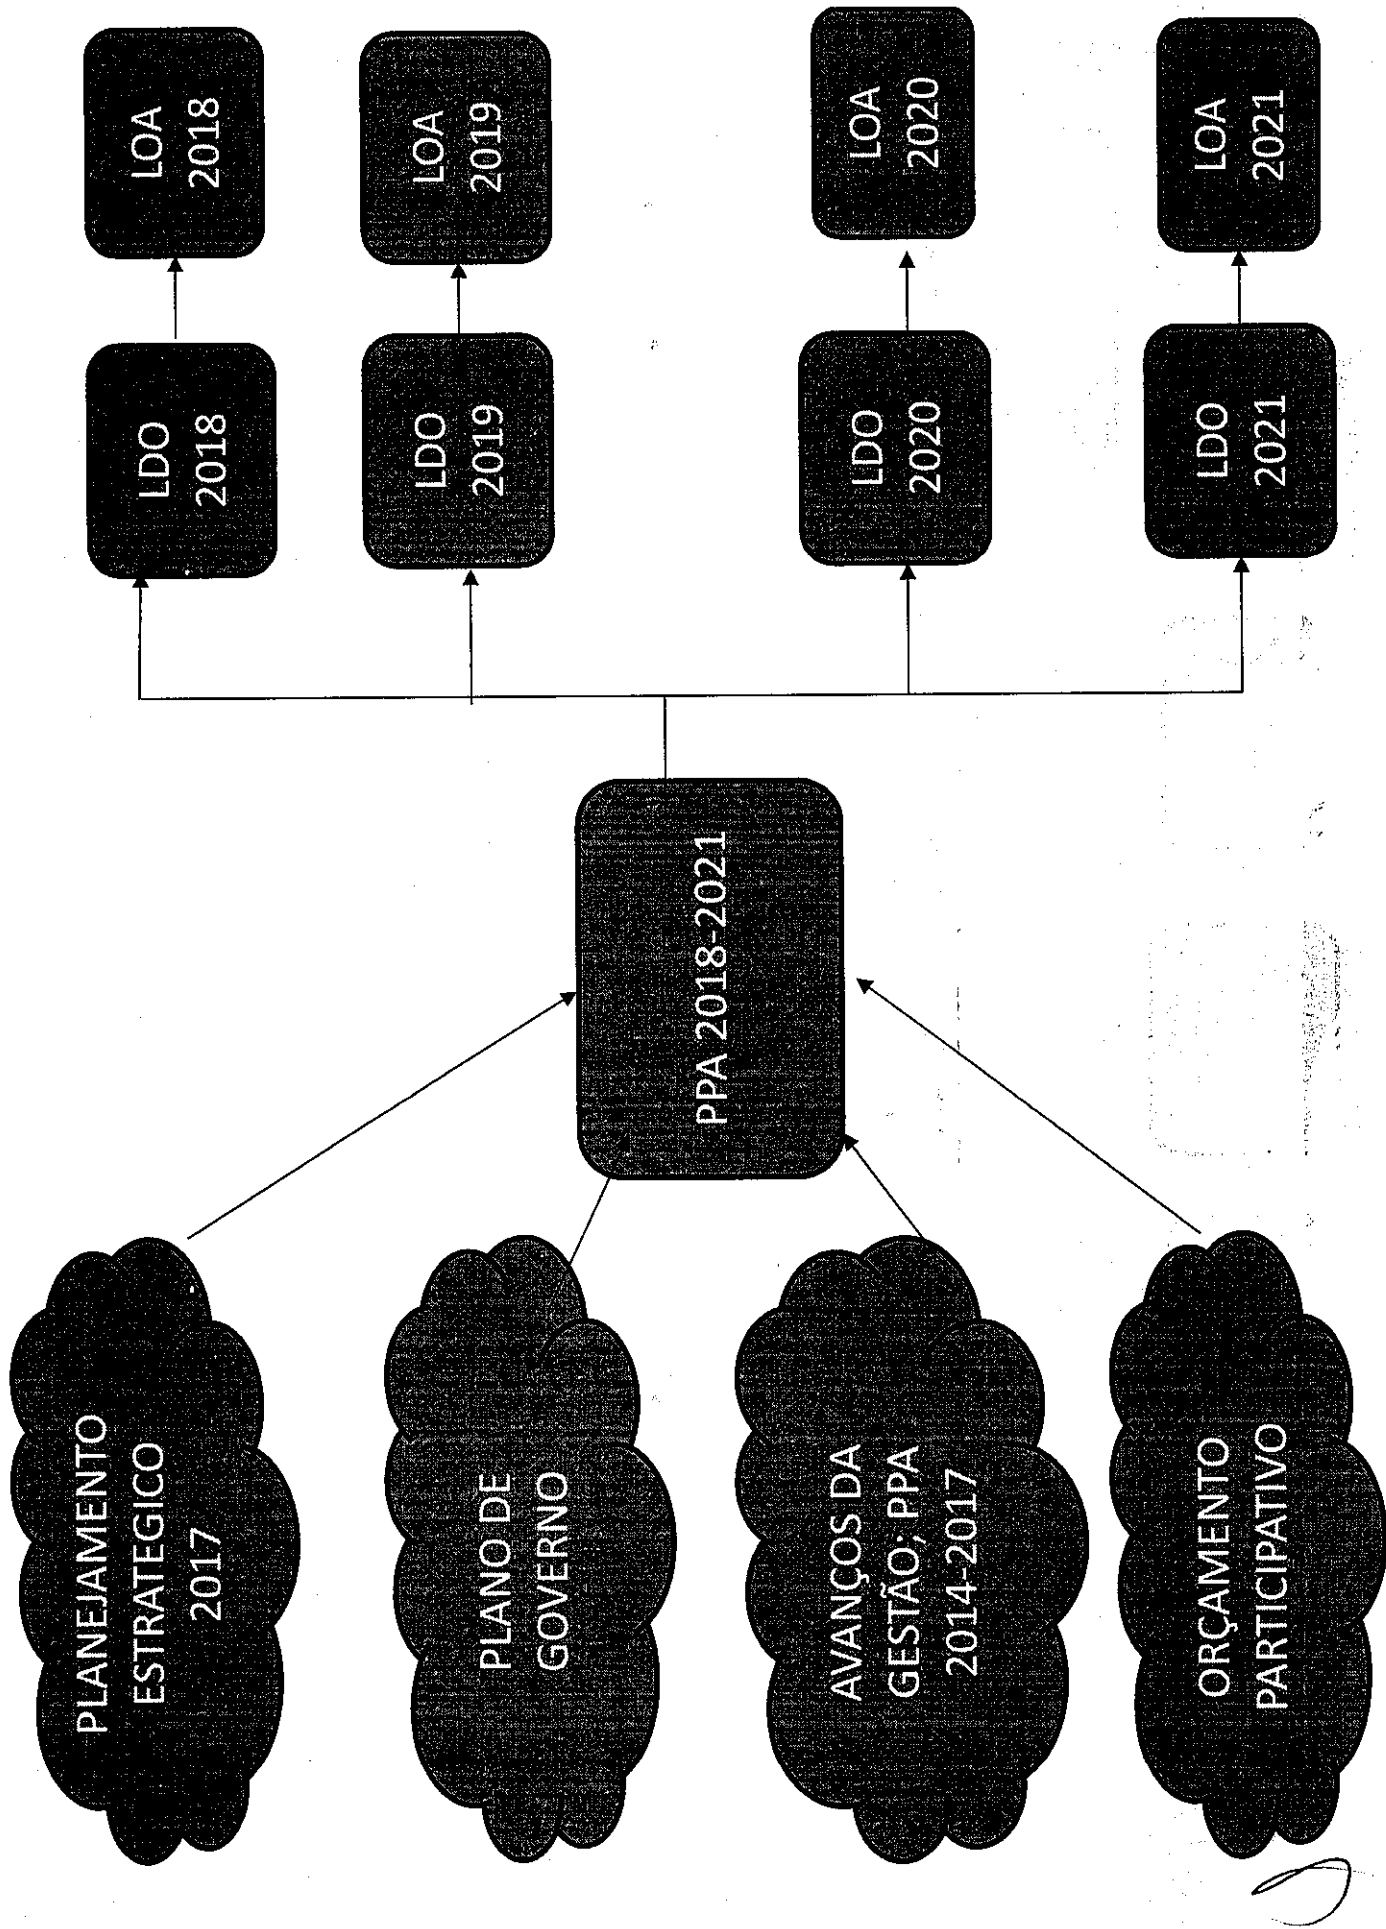 PLANEJAMENTO
ESTRATEGICO
2017
PLANO DE
GOVERNO
AVANÇOS DA
GESTÃO; PPA
2014-2017
ORÇAMENTO
PARTICIPATIVO
PPA 2018-2021
LDO
2018
LOA
2018
LDO
2019
LOA
2019
LDO
2020
LOA
2020
LDO
2021
LOA
2021